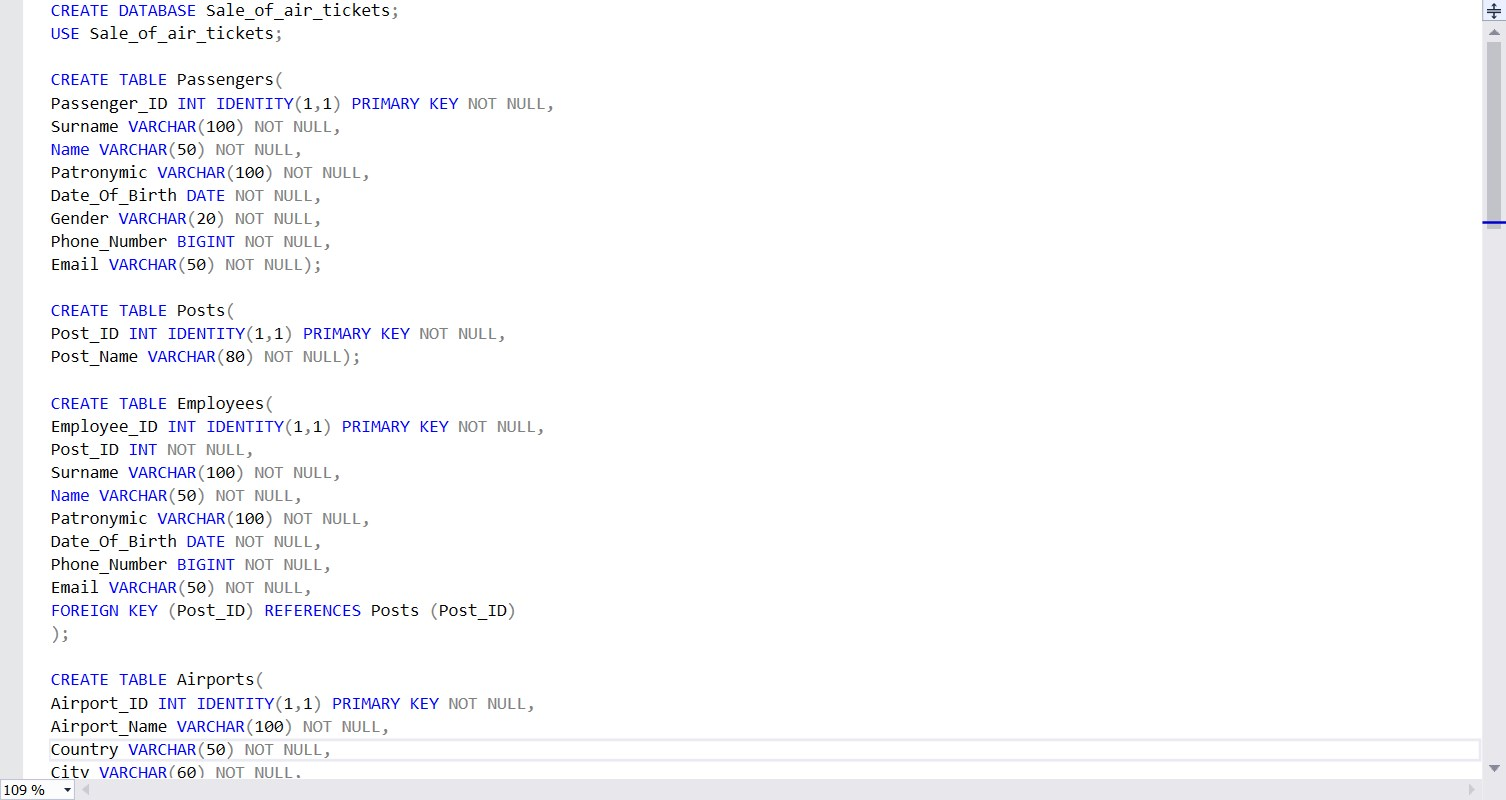 CREATE DATABASE Sale_of_air_tickets;
USE Sale_of_air_tickets;
CREATE TABLE Passengers(
Passenger_ID INT IDENTITY(1,1) PRIMARY KEY NOT NULL,
Surname VARCHAR(100) NOT NULL,
Name VARCHAR(50) NOT NULL,
Patronymic VARCHAR(100) NOT NULL,
Date_Of_Birth DATE NOT NULL,
Gender VARCHAR(20) NOT NULL,
Phone_Number BIGINT NOT NULL,
Email VARCHAR(50) NOT NULL);
CREATE TABLE Posts(
Post_ID INT IDENTITY(1,1) PRIMARY KEY NOT NULL,
Post_Name VARCHAR(80) NOT NULL);
CREATE TABLE Employees(
Employee_ID INT IDENTITY(1,1) PRIMARY KEY NOT NULL,
Post_ID INT NOT NULL,
Surname VARCHAR(100) NOT NULL,
Name VARCHAR(50) NOT NULL,
Patronymic VARCHAR(100) NOT NULL,
Date_Of_Birth DATE NOT NULL,
Phone_Number BIGINT NOT NULL,
Email VARCHAR(50) NOT NULL,
FOREIGN KEY (Post_ID) REFERENCES Posts (Post_ID)
);
CREATE TABLE Airports(
Airport_ID INT IDENTITY(1,1) PRIMARY KEY NOT NULL,
Airport_Name VARCHAR(100) NOT NULL,
Country VARCHAR(50) NOT NULL,
City VARCHAR(60) NOT NULL,
109 %